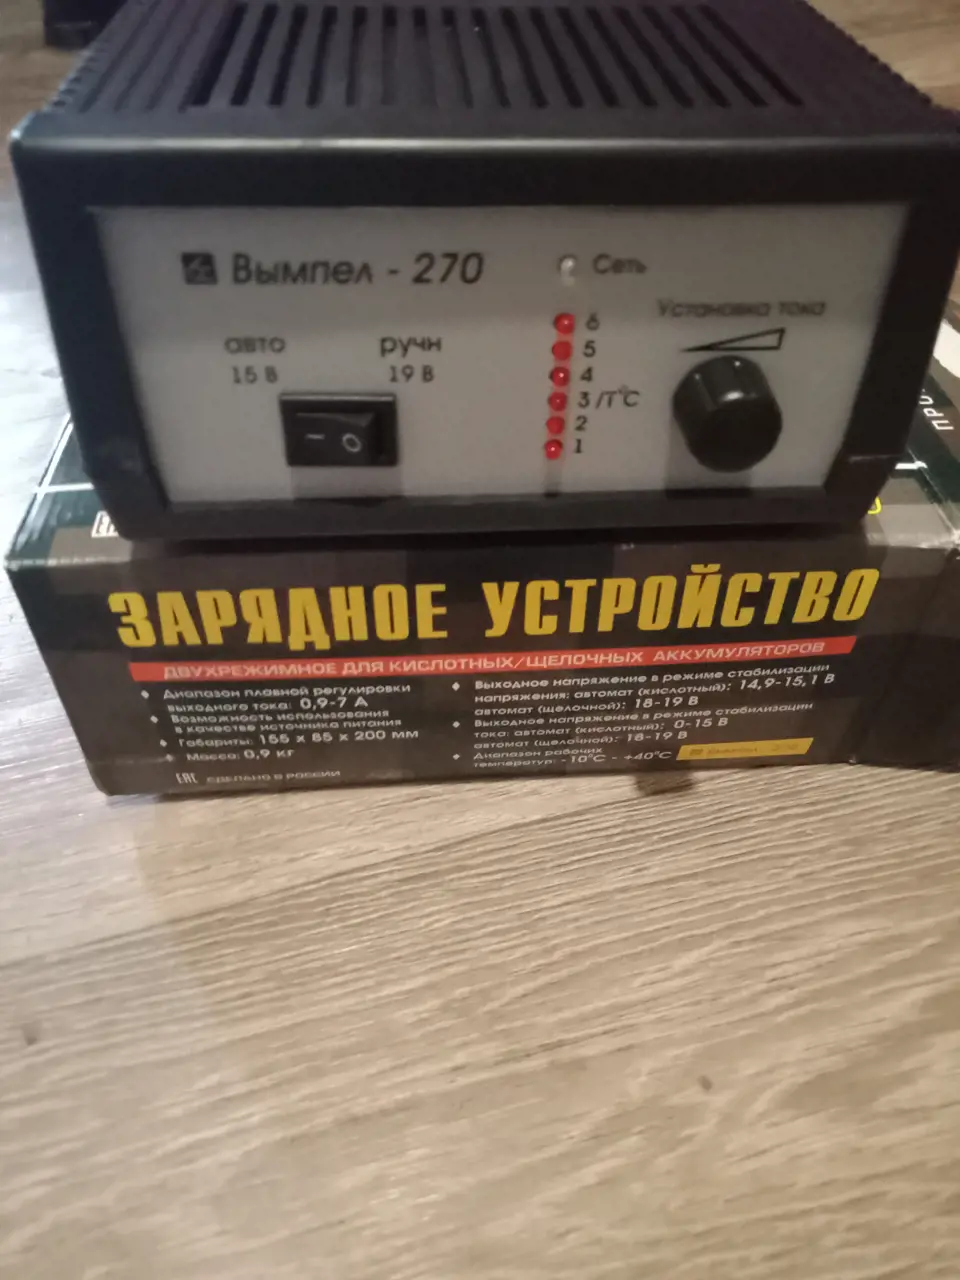 Вымпел - 270
Сеть
Установка тока
авто
15 В
ручн
19 В
6
5
4
3/T°C
2
1
ЗАРЯДНОЕ УСТРОЙСТВО
ДВУХРЕЖИМНОЕ ДЛЯ КИСЛОТНЫХ/ЩЕЛОЧНЫХ АККУМУЛЯТОРОВ
Диапазон плавной регулировки
выходного тока: 0,9-7 А
Возможность использования
в качестве источника питания
Габариты: 155 х 85 х 200 мм
Масса: 0,9 кг
EAC СДЕЛАНО В РОССИИ
Выходное напряжение в режиме стабилизации
напряжения: автомат (кислотный): 14,9-15,1 В
автомат (щелочной): 18-19 В
Выходное напряжение в режиме стабилизации
тока: автомат (кислотный): 0-15 В
автомат (щелочной): 18-19 В
Диапазон рабочих
температур: -10°С - +40°С
Вымпел - 270